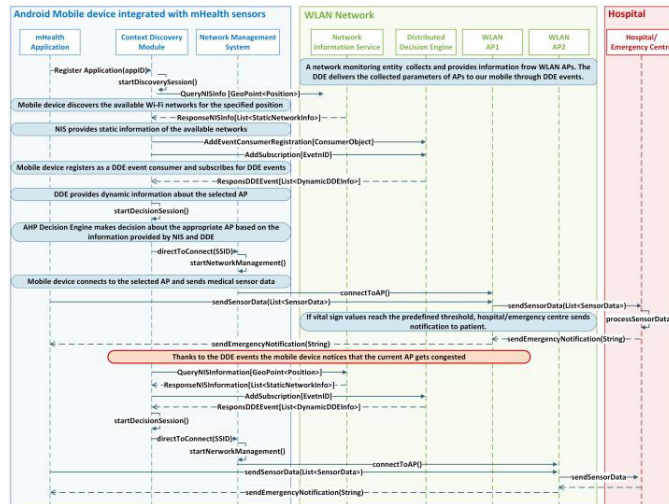 Android Mobile device integrated with mHealth sensors
WLAN Network
Hospital
mHealth
Application
Context Discovery
Module
Network Management
System
Network
Information Service
Distributed
Decision Engine
WLAN
AP1
WLAN
AP2
Hospital/
Emergency Centre
Register Application(appID)
startDiscoverySession()
A network monitoring entity collects and provides information frow WLAN APs. The
DDE delivers the collected parameters of APs to our mobile through DDE events.
QueryNISInfo [GeoPoint<Position>]
Mobile device discovers the available Wi-Fi networks for the specified position
ResponseNISInfo[List<StaticNetworkInfo>]
NIS provides static information of the available networks
AddEventConsumerRegistration[ConsumerObject]
AddSubscription[EvetnID]
Mobile device registers as a DDE event consumer and subscribes for DDE events
ResponsDDEEvent[List<DynamicDDEInfo>]
DDE provides dynamic information about the selected AP
startDecisionSession()
AHP Decision Engine makes decision about the appropriate AP based on the
information provided by NIS and DDE
directToConnect(SSID)
startNetworkManagement()
Mobile device connects to the selected AP and sends medical sensor data
connectToAP()
sendSensorData(List<SensorData>)
sendSensorData(List<SensorData>)
If vital sign values reach the predefined threshold, hospital/emergency centre sends
notification to patient.
processSensorData()
sendEmergencyNotification(String)
sendEmergencyNotification(String)
Thanks to the DDE events the mobile device notices that the current AP gets congested
QueryNISInformation[GeoPoint<Position>]
ResponseNISInformation[List<StaticNetworkInfo>]
AddSubscription[EvetnID]
ResponsDDEEvent[List<DynamicDDEInfo>]
startDecisionSession()
directToConnect(SSID)
startNerworkManagement()
connectToAP()
sendSensorData(List<SensorData>)
sendSensorData
sendEmergencyNotification(String)